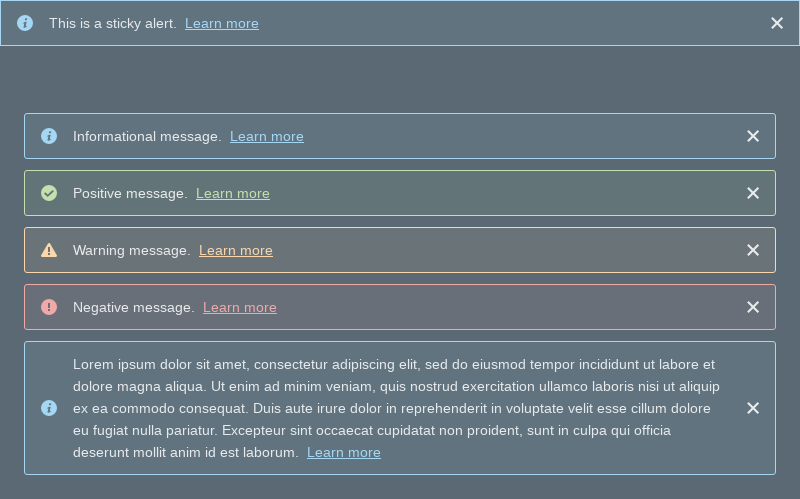 This is a sticky alert. Learn more
Informational message. Learn more
Positive message. Learn more
Warning message. Learn more
Negative message. Learn more
Lorem ipsum dolor sit amet, consectetur adipiscing elit, sed do eiusmod tempor incididunt ut labore et
dolore magna aliqua. Ut enim ad minim veniam, quis nostrud exercitation ullamco laboris nisi ut aliquip
ex ea commodo consequat. Duis aute irure dolor in reprehenderit in voluptate velit esse cillum dolore
eu fugiat nulla pariatur. Excepteur sint occaecat cupidatat non proident, sunt in culpa qui officia
deserunt mollit anim id est laborum. Learn more